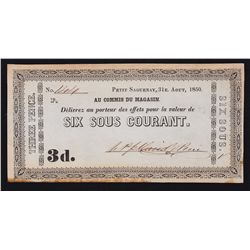 No. 404 PETIT SAGUENAY, 31E. AOUT, 1860.
THREE PENCE.
AU COMMIS DU MAGASIN.
Délivrez au porteur des effets pour la valeur de
SIX SOUS COURANT.
3d.
SIX SOUS.